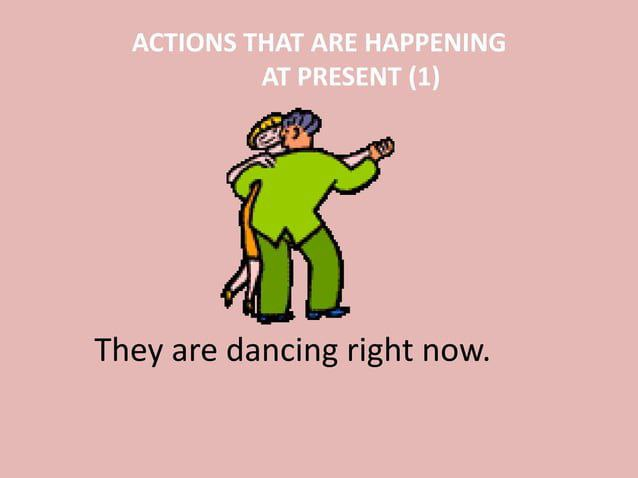 ACTIONS THAT ARE HAPPENING
AT PRESENT (1)
They are dancing right now.